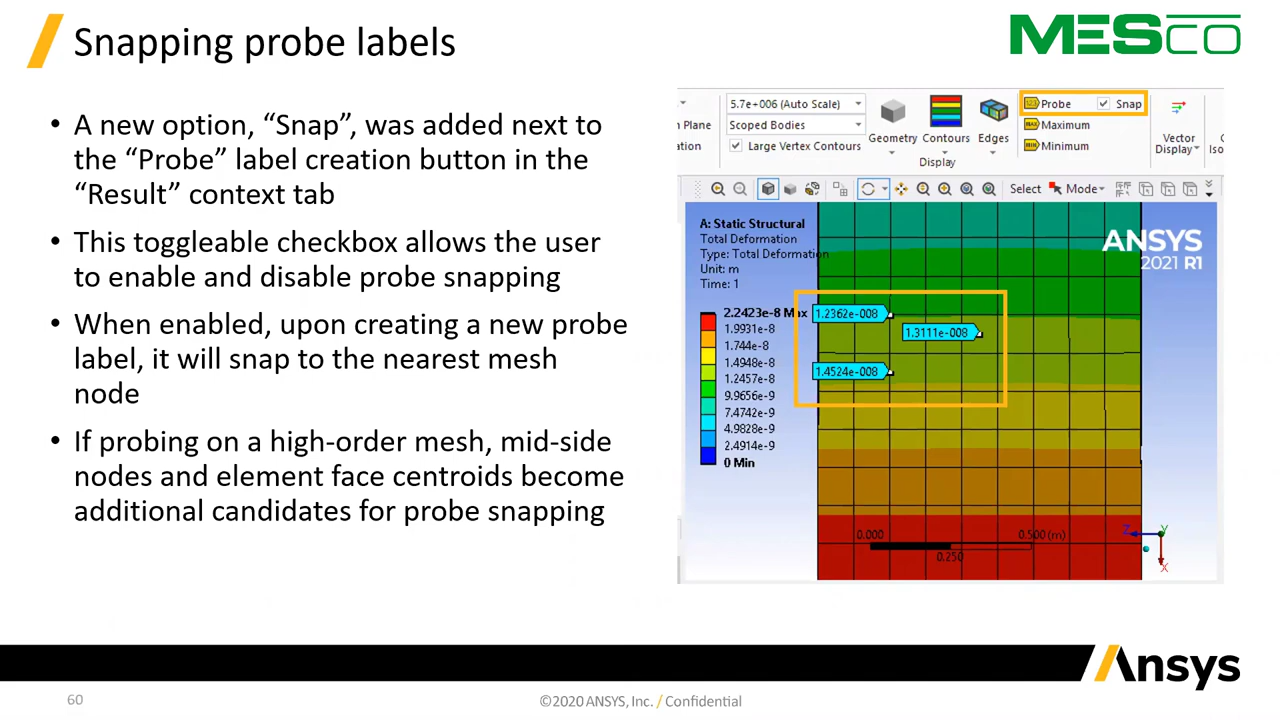 Snapping probe labels
MESco
• A new option, “Snap”, was added next to
the “Probe” label creation button in the
“Result” context tab
• This toggleable checkbox allows the user
to enable and disable probe snapping
• When enabled, upon creating a new probe
label, it will snap to the nearest mesh
node
• If probing on a high-order mesh, mid-side
nodes and element face centroids become
additional candidates for probe snapping
5.7e+006 (Auto Scale)
Probe Snap
n Plane
Scoped Bodies
Maximum
ation
Large Vertex Contours
Geometry
Contours
Edges
Minimum
Vector
Display
Display
Select
Mode
A: Static Structural
Total Deformation
Type: Total Deformation
Unit: m
Time: 1
ANSYS
2021 R1
2.2423e-8 Max
1.9931e-8
1.744e-8
1.4948e-8
1.2457e-8
9.9656e-9
7.4742e-9
4.9828e-9
2.4914e-9
0 Min
1.2362e-008
1.3111e-008
1.4524e-008
0.000
0.500 (m)
0.250
Z
Y
X
Ansys
60
©2020 ANSYS, Inc. / Confidential